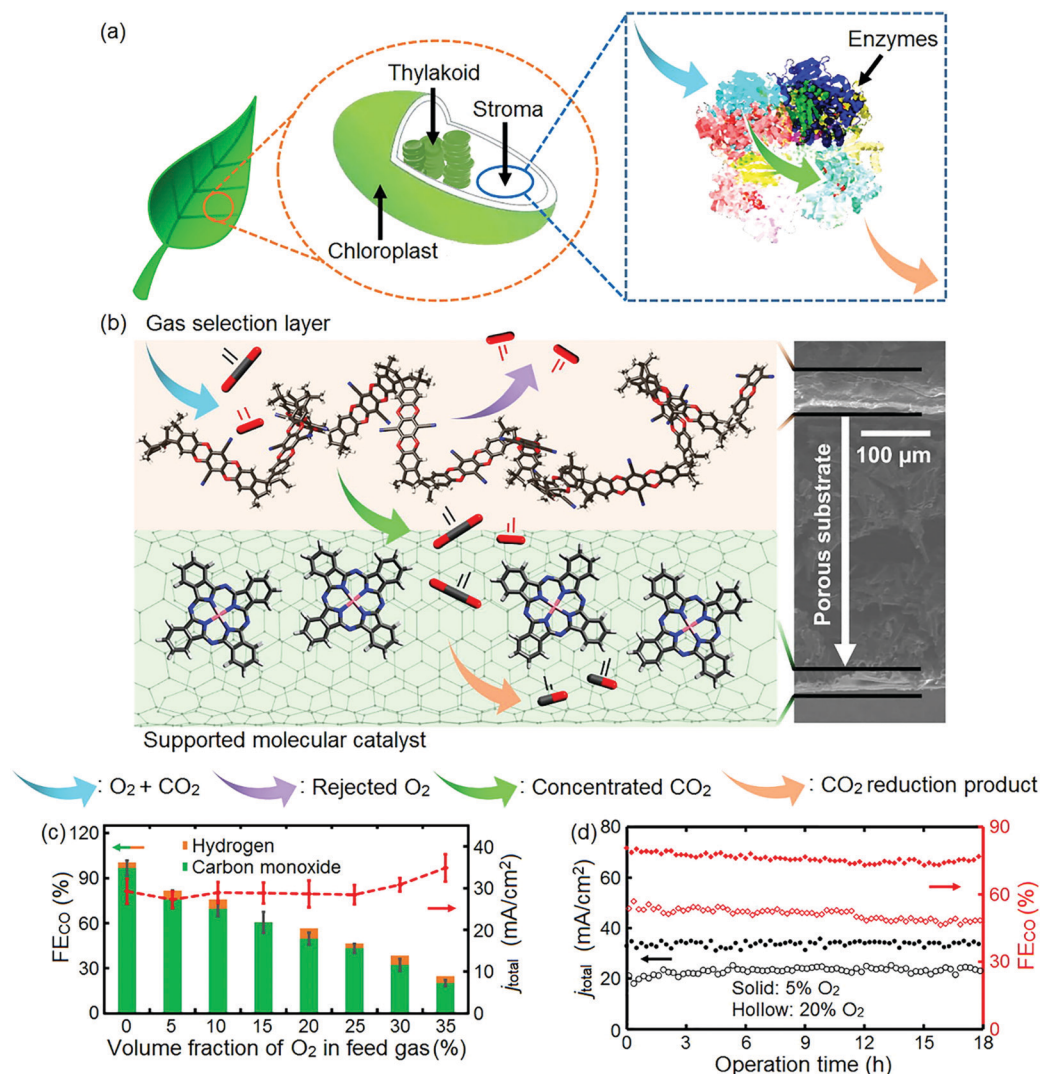 (a)
Thylakoid
Stroma
Chloroplast
Enzymes
(b) Gas selection layer
100 µm
Porous substrate
Supported molecular catalyst
: O₂ + CO₂
: Rejected O₂
: Concentrated CO₂
: CO₂ reduction product
(c)
FE_CO (%)
120
90
60
30
0
Hydrogen
Carbon monoxide
40
30
20
10
0
j_total (mA/cm²)
0 5 10 15 20 25 30 35
Volume fraction of O₂ in feed gas (%)
(d)
j_total (mA/cm²)
80
60
40
20
0
Solid: 5% O₂
Hollow: 20% O₂
90
60
30
0
FE_CO (%)
0 3 6 9 12 15 18
Operation time (h)